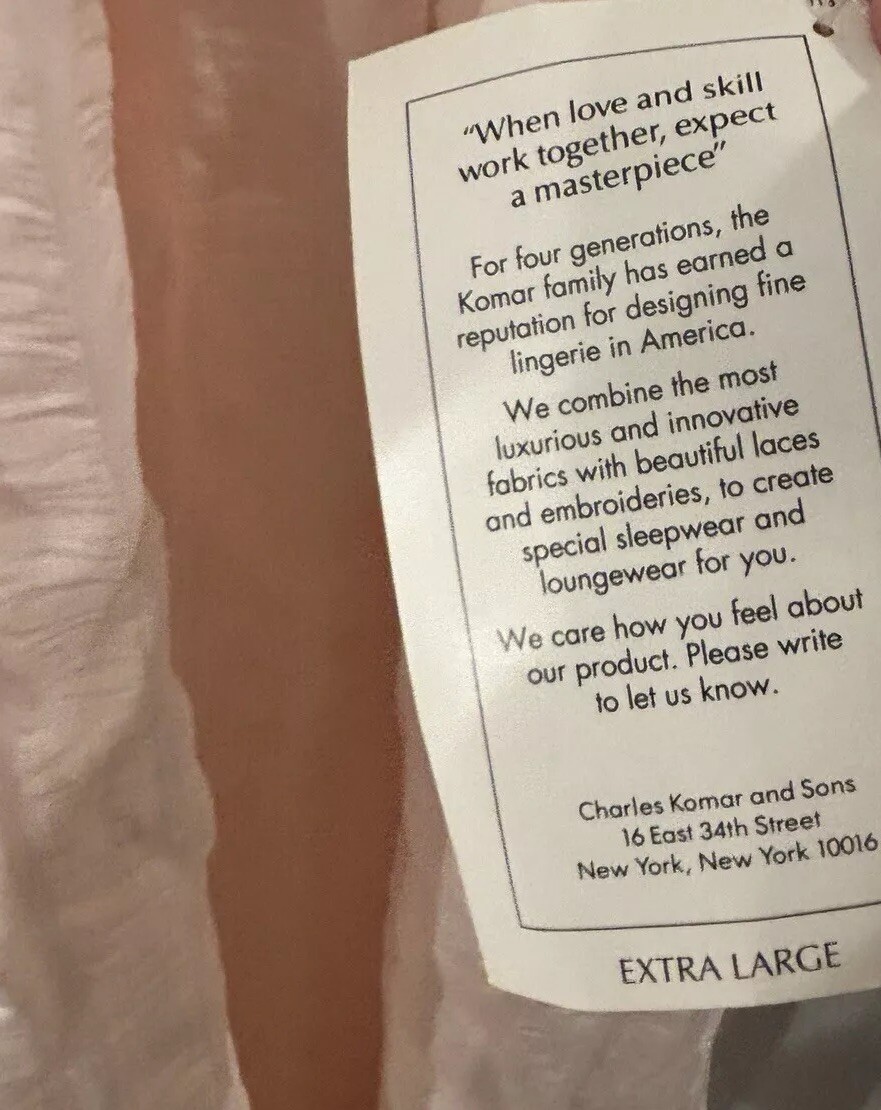 "When love and skill
work together, expect
a masterpiece"
For four generations, the
Komar family has earned a
reputation for designing fine
lingerie in America.
We combine the most
luxurious and innovative
fabrics with beautiful laces
and embroideries, to create
special sleepwear and
loungewear for you.
We care how you feel about
our product. Please write
to let us know.
Charles Komar and Sons
16 East 34th Street
New York, New York 10016
EXTRA LARGE